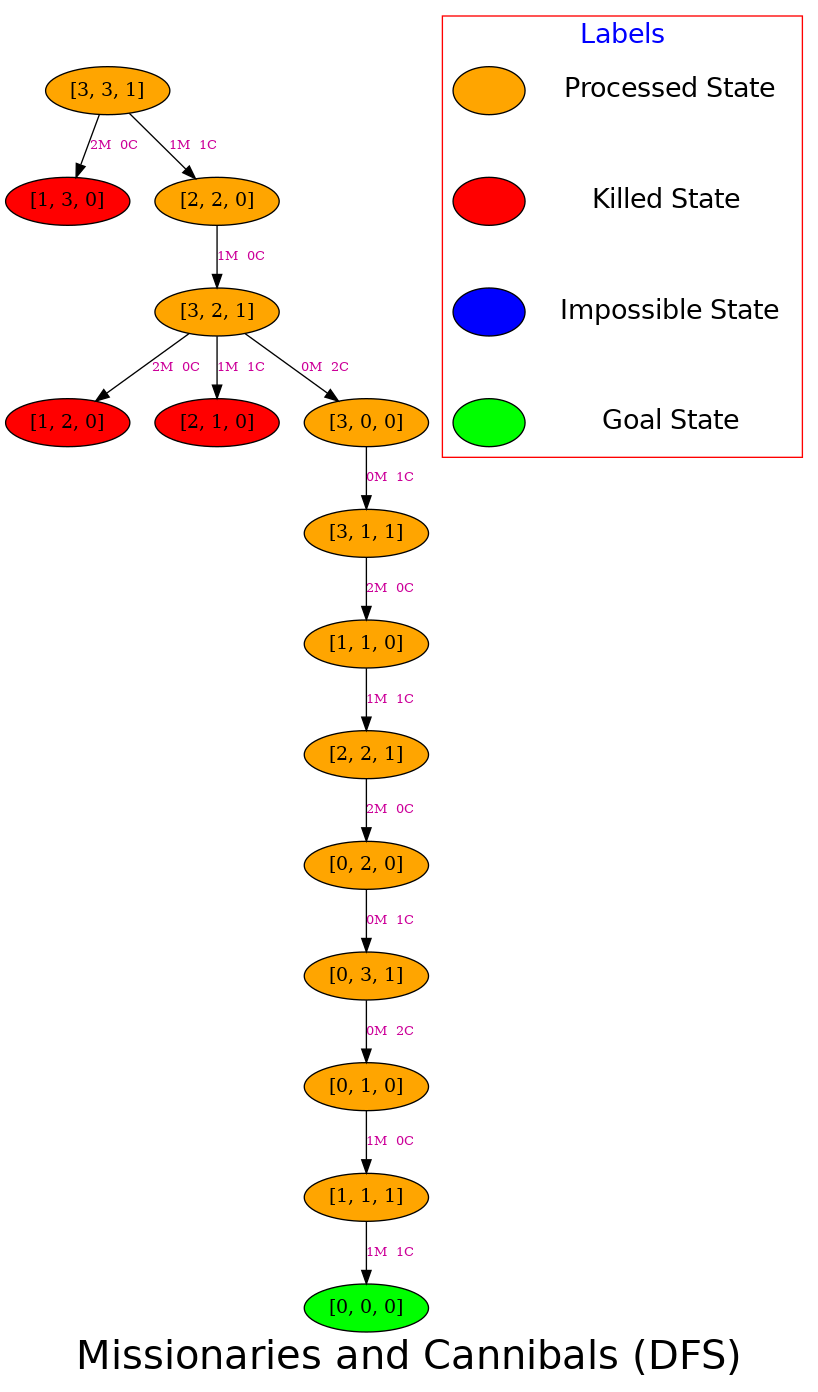 Labels
[3, 3, 1]
Processed State
2M 0C
1M 1C
[1, 3, 0]
[2, 2, 0]
Killed State
1M 0C
[3, 2, 1]
Impossible State
2M 0C
1M 1C
0M 2C
[1, 2, 0]
[2, 1, 0]
[3, 0, 0]
Goal State
0M 1C
[3, 1, 1]
2M 0C
[1, 1, 0]
1M 1C
[2, 2, 1]
2M 0C
[0, 2, 0]
0M 1C
[0, 3, 1]
0M 2C
[0, 1, 0]
1M 0C
[1, 1, 1]
1M 1C
[0, 0, 0]
Missionaries and Cannibals (DFS)